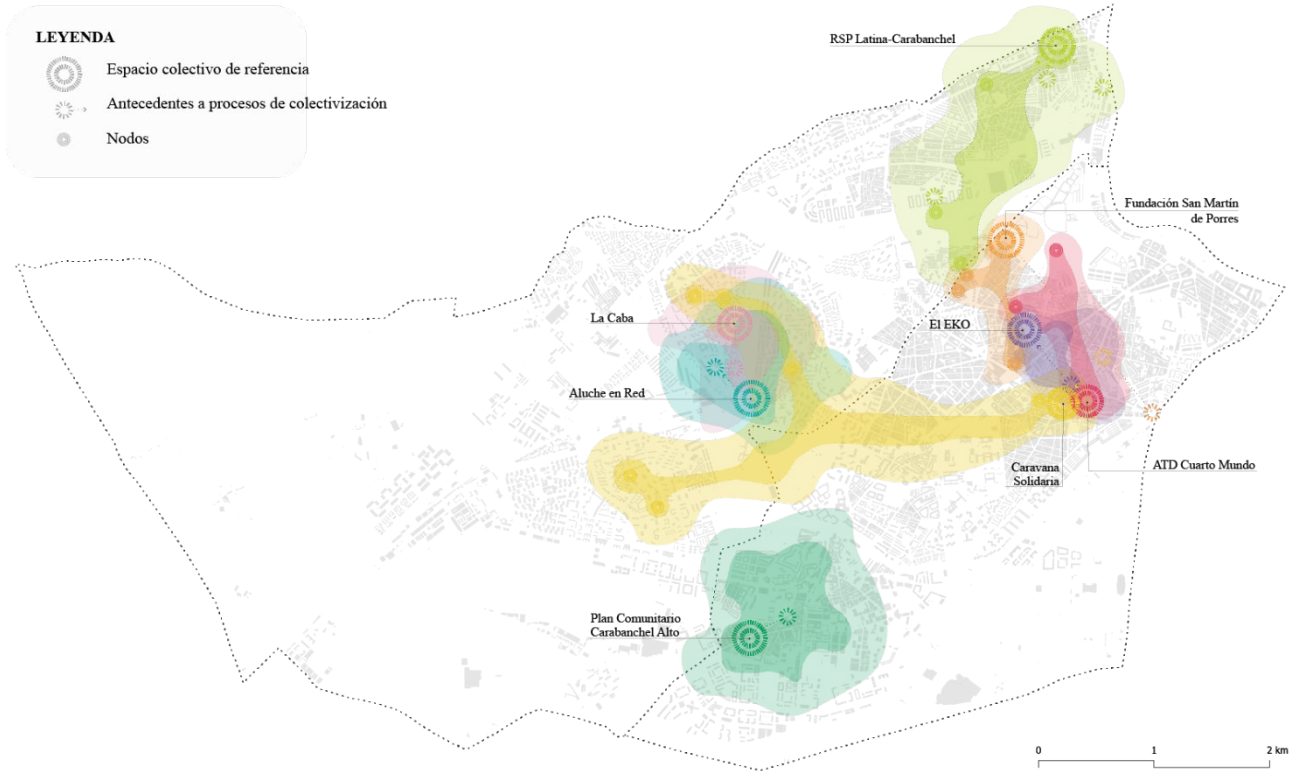 LEYENDA
Espacio colectivo de referencia
Antecedentes a procesos de colectivización
Nodos
RSP Latina-Carabanchel
Fundación San Martín
de Porres
La Caba
El EKO
Aluche en Red
Caravana
Solidaria
ATD Cuarto Mundo
Plan Comunitario
Carabanchel Alto
0 1 2 km